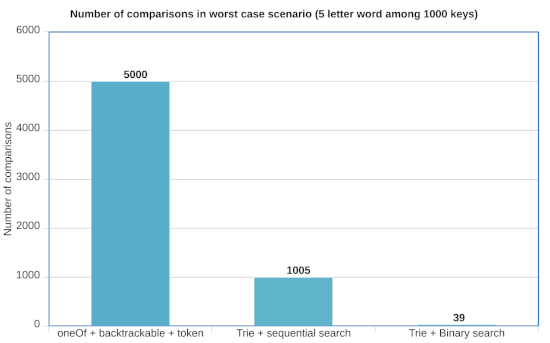 Number of comparisons in worst case scenario (5 letter word among 1000 keys)
Number of comparisons
6000
5000
4000
3000
2000
1000
0
5000
1005
39
oneOf + backtrackable + token
Trie + sequential search
Trie + Binary search